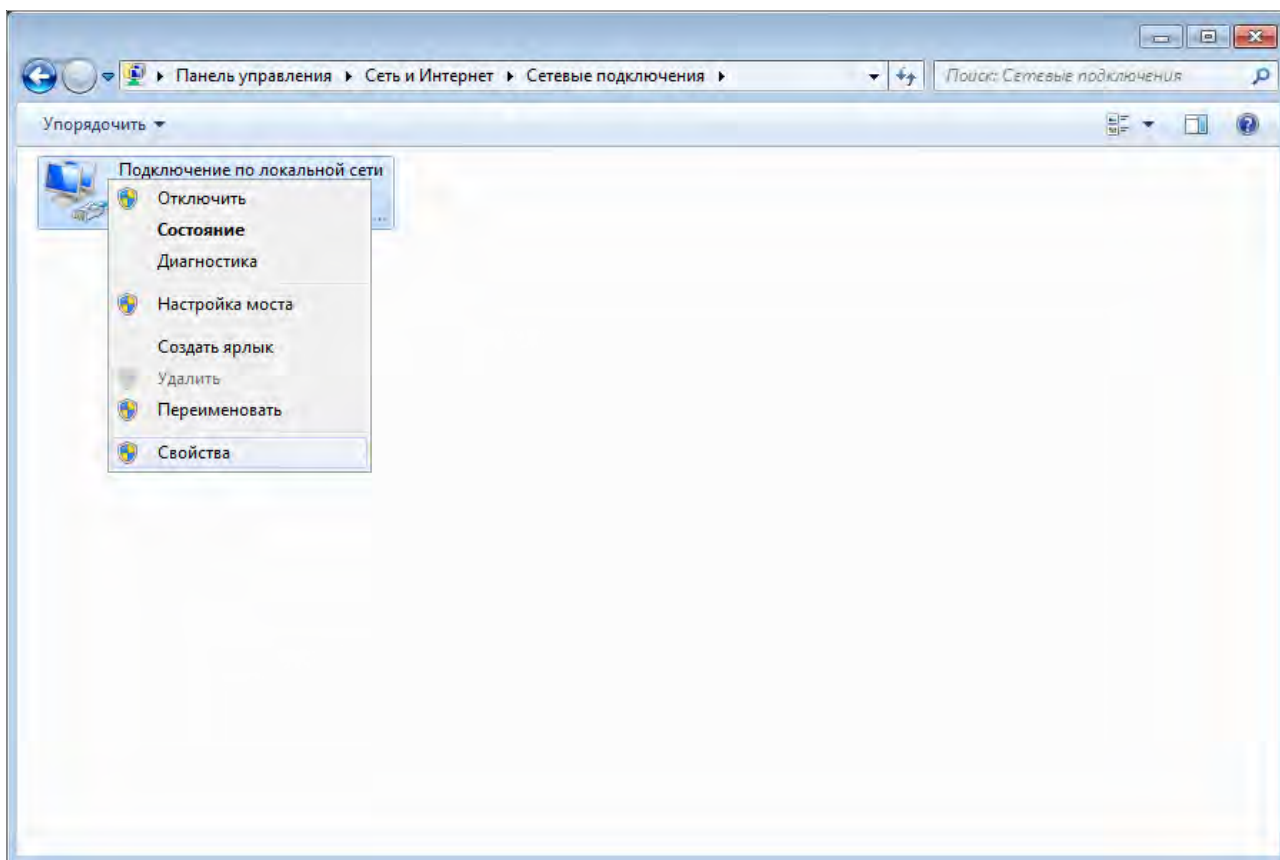 Панель управления Сеть и Интернет Сетевые подключения Поиск: Сетевые подключения
Упорядочить
Подключение по локальной сети
Отключить
Состояние
Диагностика
Настройка моста
Создать ярлык
Удалить
Переименовать
Свойства